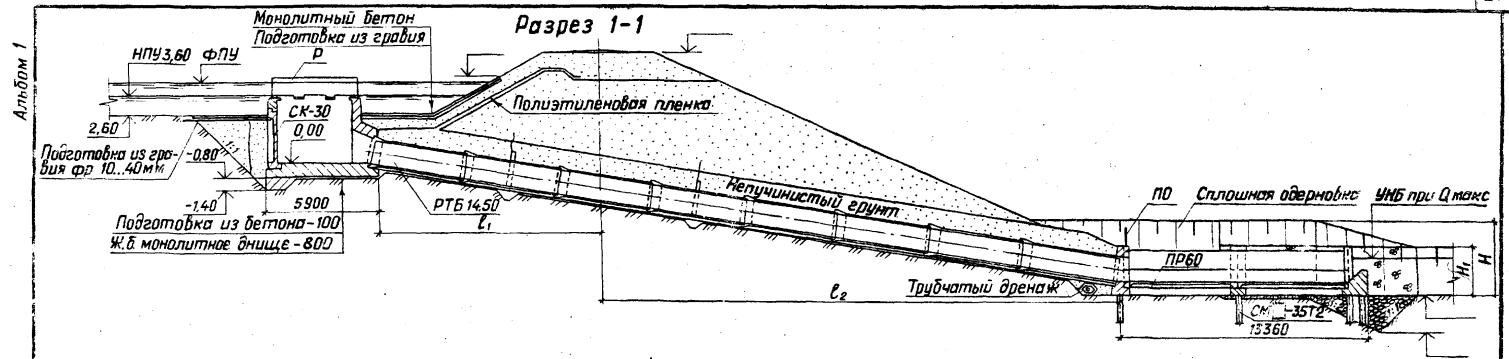 Альбом 1
Разрез 1-1
Монолитный бетон
Подготовка из гравия
Р
НПУ 3,60 ФПУ
СК-30
0,00
2,60
Полиэтиленовая пленка
Подготовка из гра-
вия фр 10...40мм
-0,80
-1,40
5900
Подготовка из бетона-100
Ж.б. монолитное днище-800
РТБ 14.50
ℓ₁
ℓ₂
Непучинистый грунт
Трубчатый дренаж
ПО
Сплошная одерновка
УНБ при Q макс
ПР60
-35Т2
13360
Н₁
Н